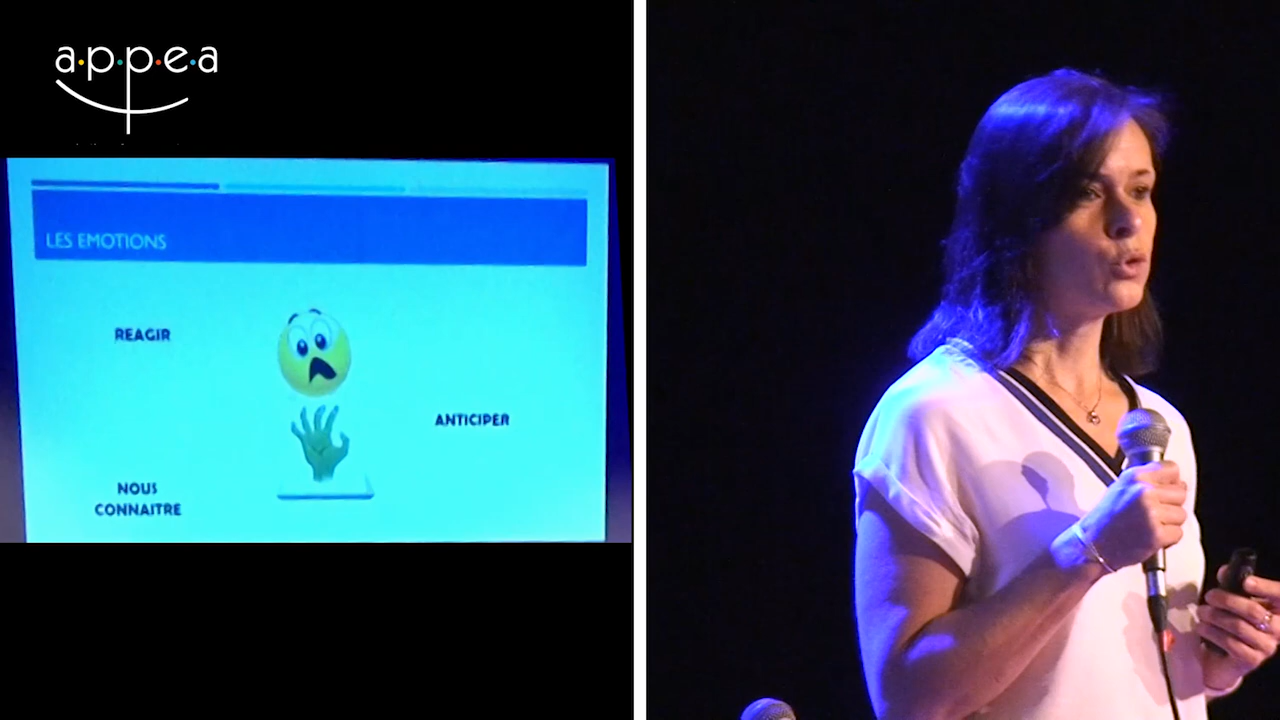 a·p·p·e·a
LES EMOTIONS
REAGIR
ANTICIPER
NOUS
CONNAITRE